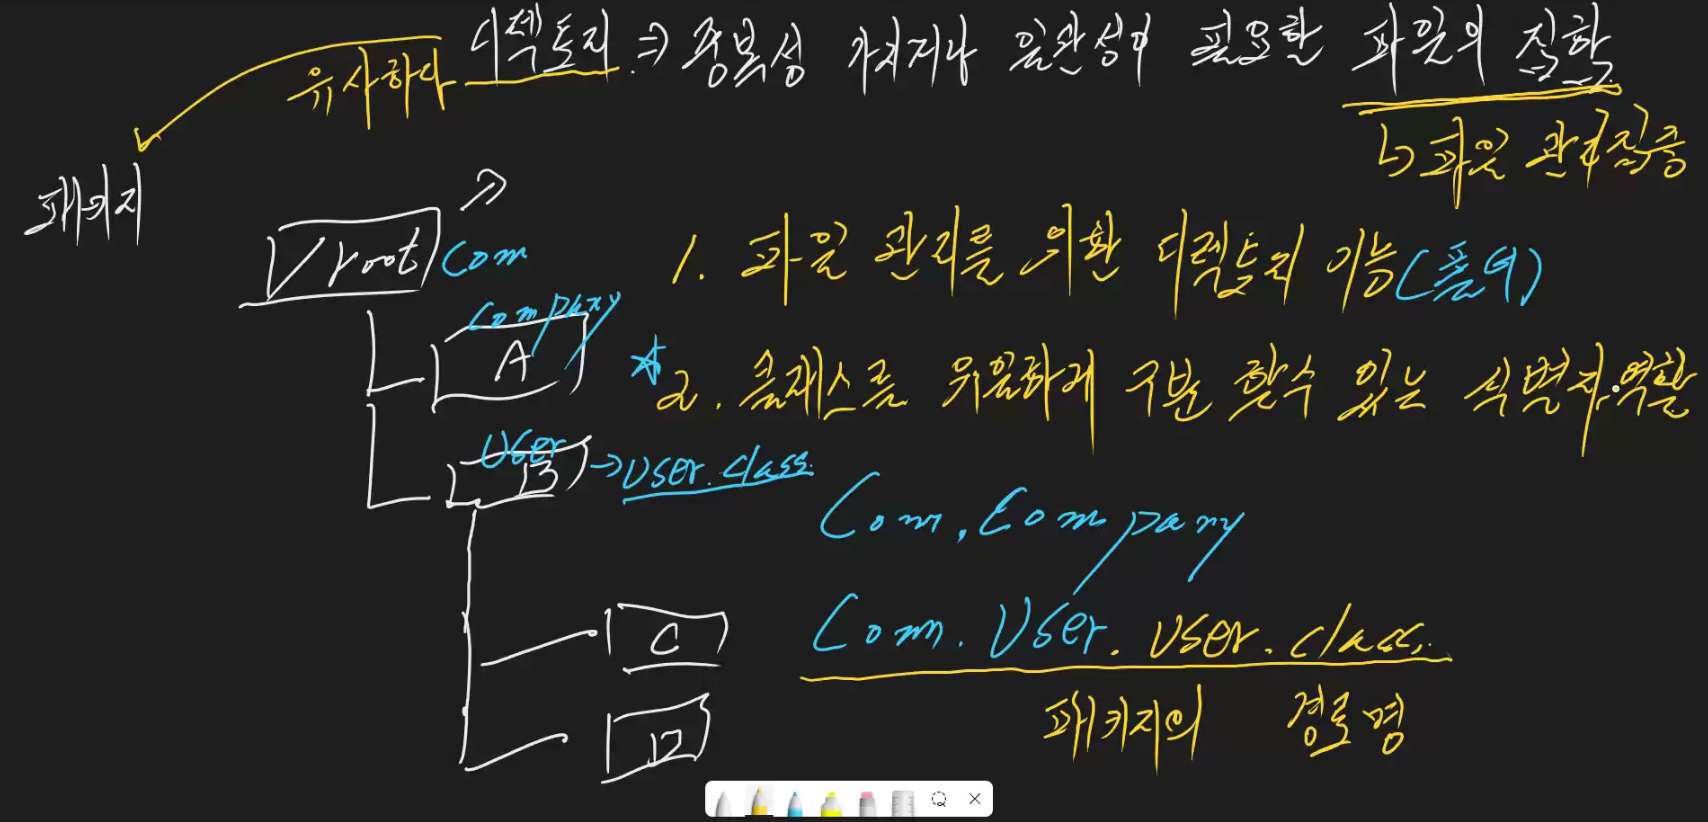 디렉토리 => 중복성 가지거나 일관성이 필요한 파일의 집합
유사하다
↳ 파일 관리 집중
패키지
/root
com
1. 파일 관리를 위한 디렉토리 기능(폴더)
company
A
* 2. 클래스를 유일하게 구분 할수 있는 식별자 역할
User
B
→ User.class
Com.Company
C
Com.User.User.class
D
패키지의 경로명